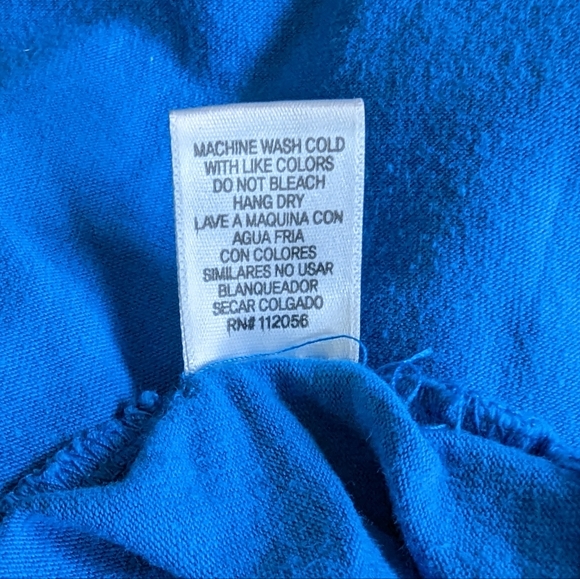 MACHINE WASH COLD
WITH LIKE COLORS
DO NOT BLEACH
HANG DRY
LAVE A MAQUINA CON
AGUA FRIA
CON COLORES
SIMILARES NO USAR
BLANQUEADOR
SECAR COLGADO
RN# 112056